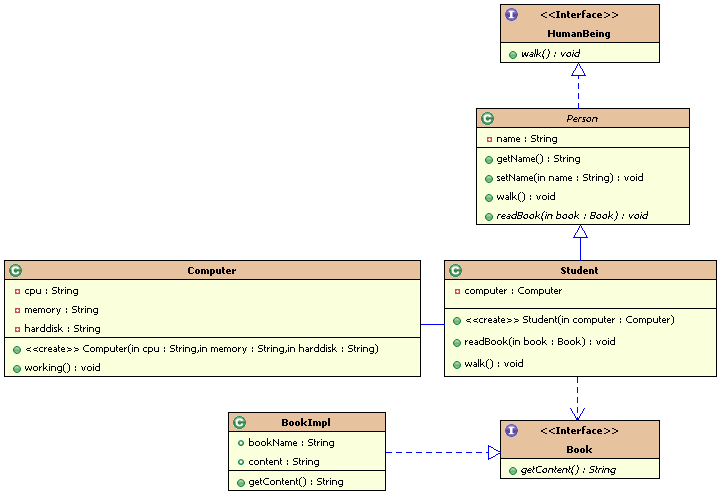 <<Interface>>
HumanBeing
walk() : void
Person
name : String
getName() : String
setName(in name : String) : void
walk() : void
readBook(in book : Book) : void
Computer
cpu : String
memory : String
harddisk : String
<<create>> Computer(in cpu : String,in memory : String,in harddisk : String)
working() : void
Student
computer : Computer
<<create>> Student(in computer : Computer)
readBook(in book : Book) : void
walk() : void
BookImpl
bookName : String
content : String
getContent() : String
<<Interface>>
Book
getContent() : String